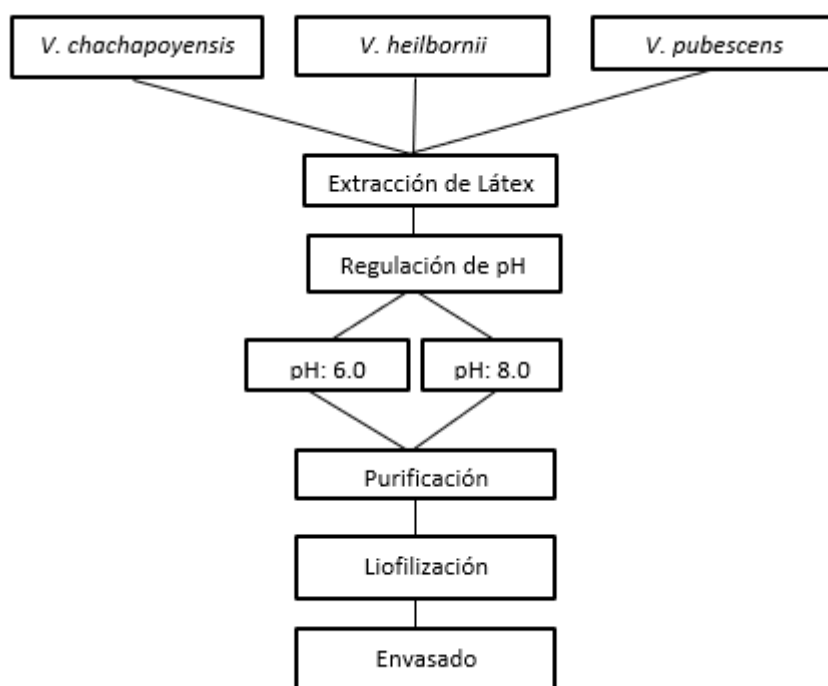 V. chachapoyensis
V. heilbornii
V. pubescens
Extracción de Látex
Regulación de pH
pH: 6.0
pH: 8.0
Purificación
Liofilización
Envasado